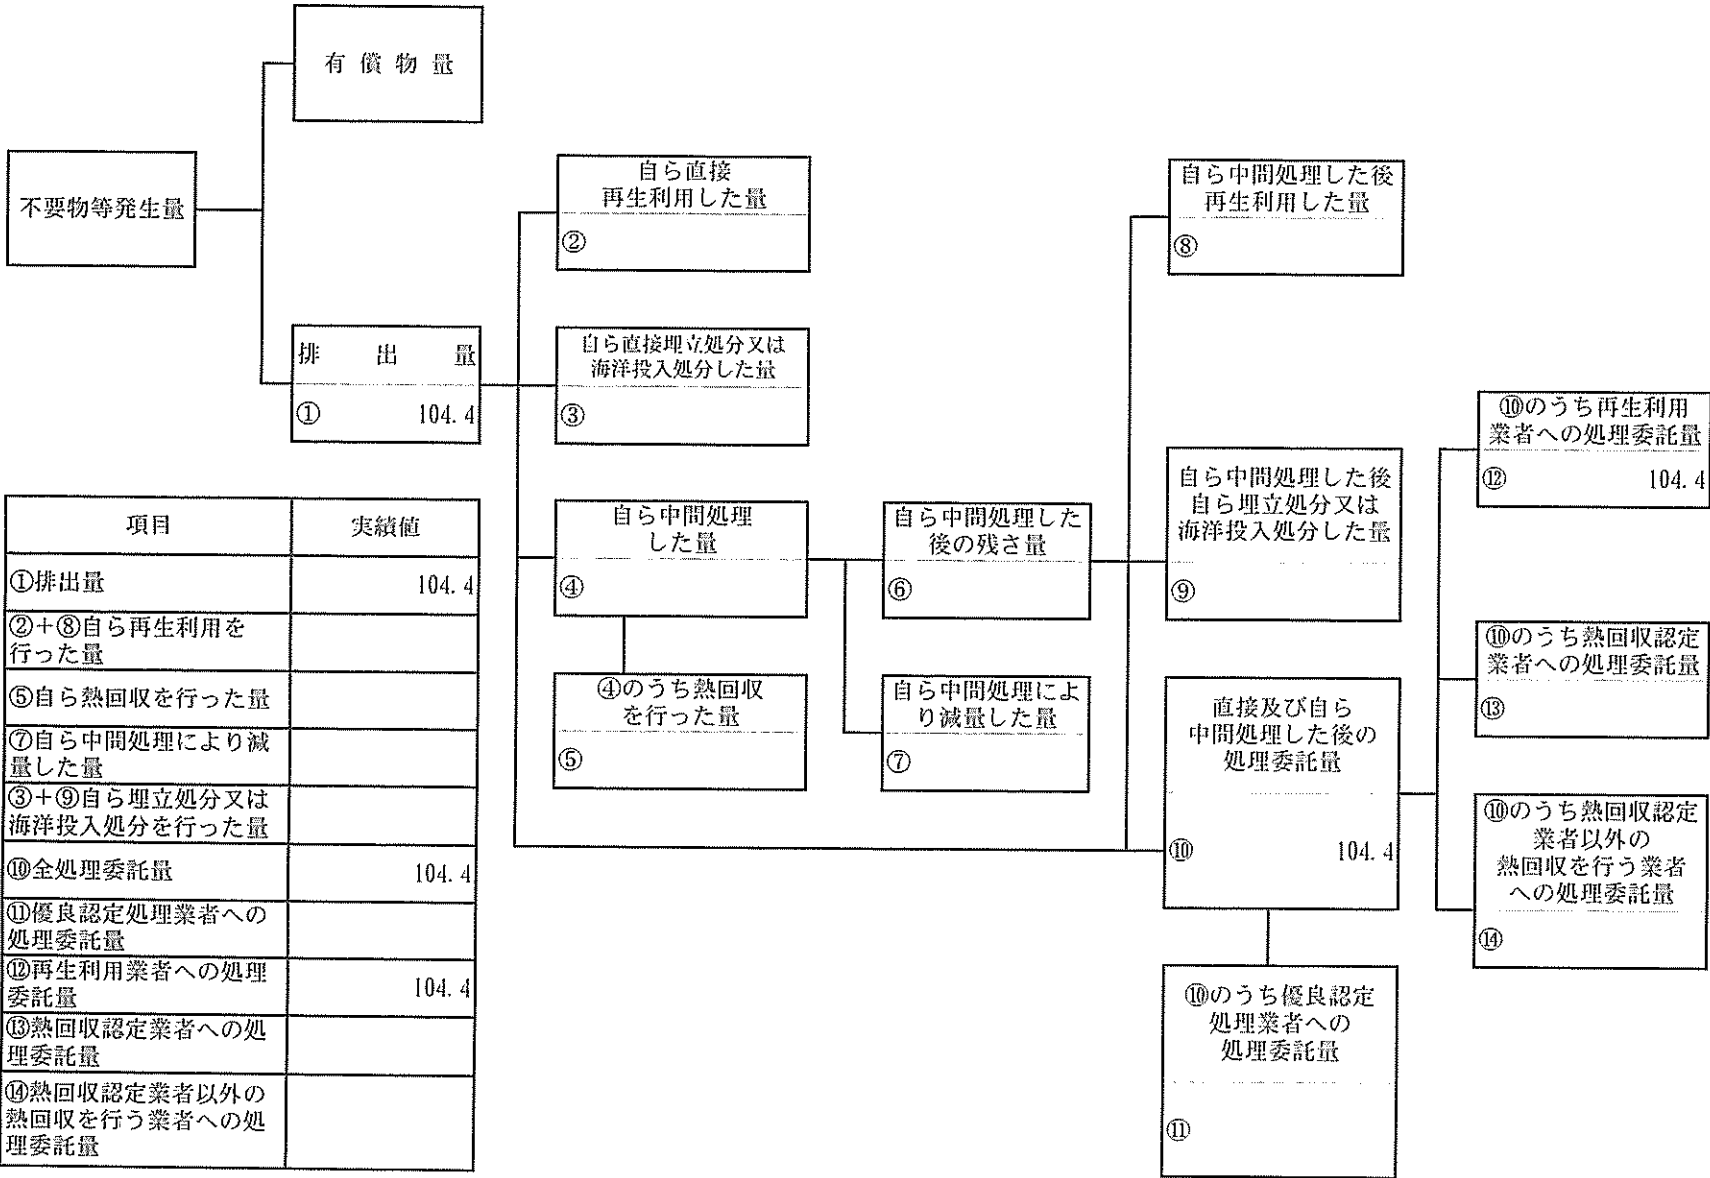 有償物量
不要物等発生量
排出量
① 104.4
自ら直接
再生利用した量
②
自ら直接埋立処分又は
海洋投入処分した量
③
自ら中間処理
した量
④
④のうち熱回収
を行った量
⑤
自ら中間処理した
後の残さ量
⑥
自ら中間処理によ
り減量した量
⑦
自ら中間処理した後
再生利用した量
⑧
自ら中間処理した後
自ら埋立処分又は
海洋投入処分した量
⑨
直接及び自ら
中間処理した後の
処理委託量
⑩ 104.4
⑩のうち優良認定
処理業者への
処理委託量
⑪
⑩のうち再生利用
業者への処理委託量
⑫ 104.4
⑩のうち熱回収認定
業者への処理委託量
⑬
⑩のうち熱回収認定
業者以外の
熱回収を行う業者
への処理委託量
⑭
項目 実績値
①排出量 104.4
②+⑧自ら再生利用を
行った量
⑤自ら熱回収を行った量
⑦自ら中間処理により減
量した量
③+⑨自ら埋立処分又は
海洋投入処分を行った量
⑩全処理委託量 104.4
⑪優良認定処理業者への
処理委託量
⑫再生利用業者への処理
委託量 104.4
⑬熱回収認定業者への処
理委託量
⑭熱回収認定業者以外の
熱回収を行う業者への処
理委託量